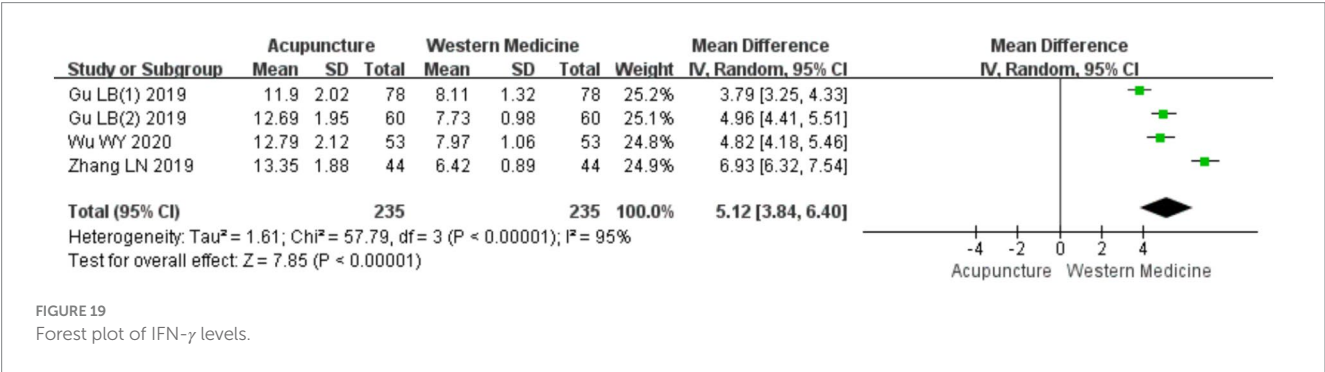 Acupuncture Western Medicine Mean Difference Mean Difference
Study or Subgroup Mean SD Total Mean SD Total Weight IV, Random, 95% CI IV, Random, 95% CI
Gu LB(1) 2019 11.9 2.02 78 8.11 1.32 78 25.2% 3.79 [3.25, 4.33]
Gu LB(2) 2019 12.69 1.95 60 7.73 0.98 60 25.1% 4.96 [4.41, 5.51]
Wu WY 2020 12.79 2.12 53 7.97 1.06 53 24.8% 4.82 [4.18, 5.46]
Zhang LN 2019 13.35 1.88 44 6.42 0.89 44 24.9% 6.93 [6.32, 7.54]
Total (95% CI) 235 235 100.0% 5.12 [3.84, 6.40]
Heterogeneity: Tau² = 1.61; Chi² = 57.79, df = 3 (P < 0.00001); I² = 95%
Test for overall effect: Z = 7.85 (P < 0.00001)
-4 -2 0 2 4
Acupuncture Western Medicine
FIGURE 19
Forest plot of IFN-γ levels.